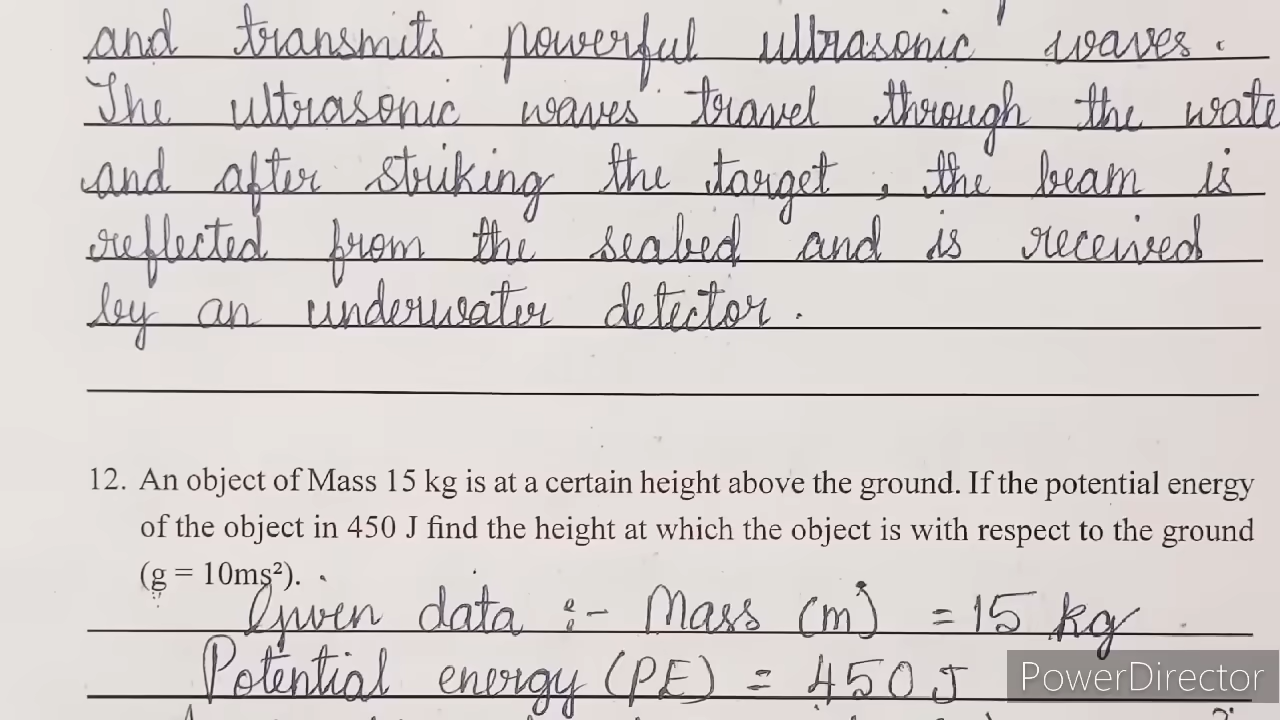 and transmits powerful ultrasonic waves.
The ultrasonic waves travel through the wate
and after striking the target, the beam is
reflected from the seabed and is received
by an underwater detector.
12. An object of Mass 15 kg is at a certain height above the ground. If the potential energy
of the object in 450 J find the height at which the object is with respect to the ground
(g = 10ms²).
Given data :- Mass (m) = 15 kg
Potential energy (PE) = 450 J
PowerDirector